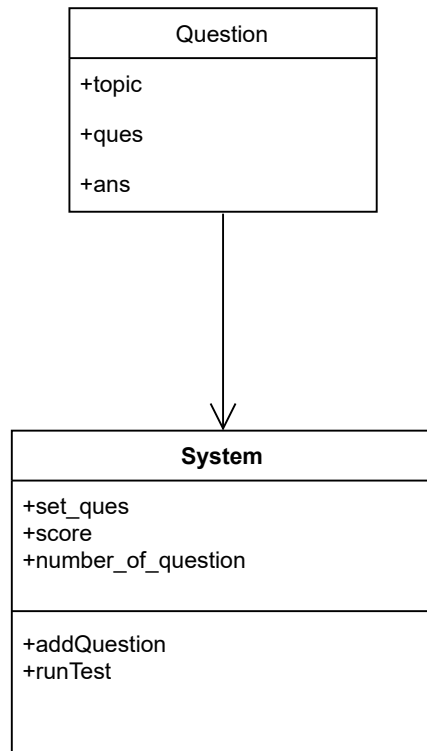 Question
+topic
+ques
+ans
System
+set_ques
+score
+number_of_question
+addQuestion
+runTest